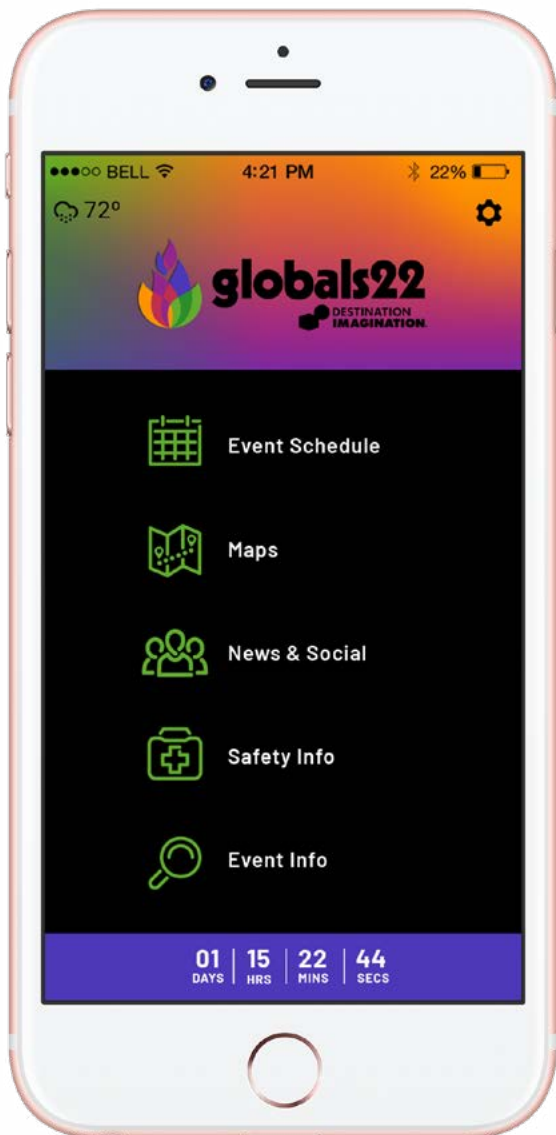 BELL 4:21 PM 22%
72°
globals22
DESTINATION
IMAGINATION
Event Schedule
Maps
News & Social
Safety Info
Event Info
01 15 22 44
DAYS HRS MINS SECS